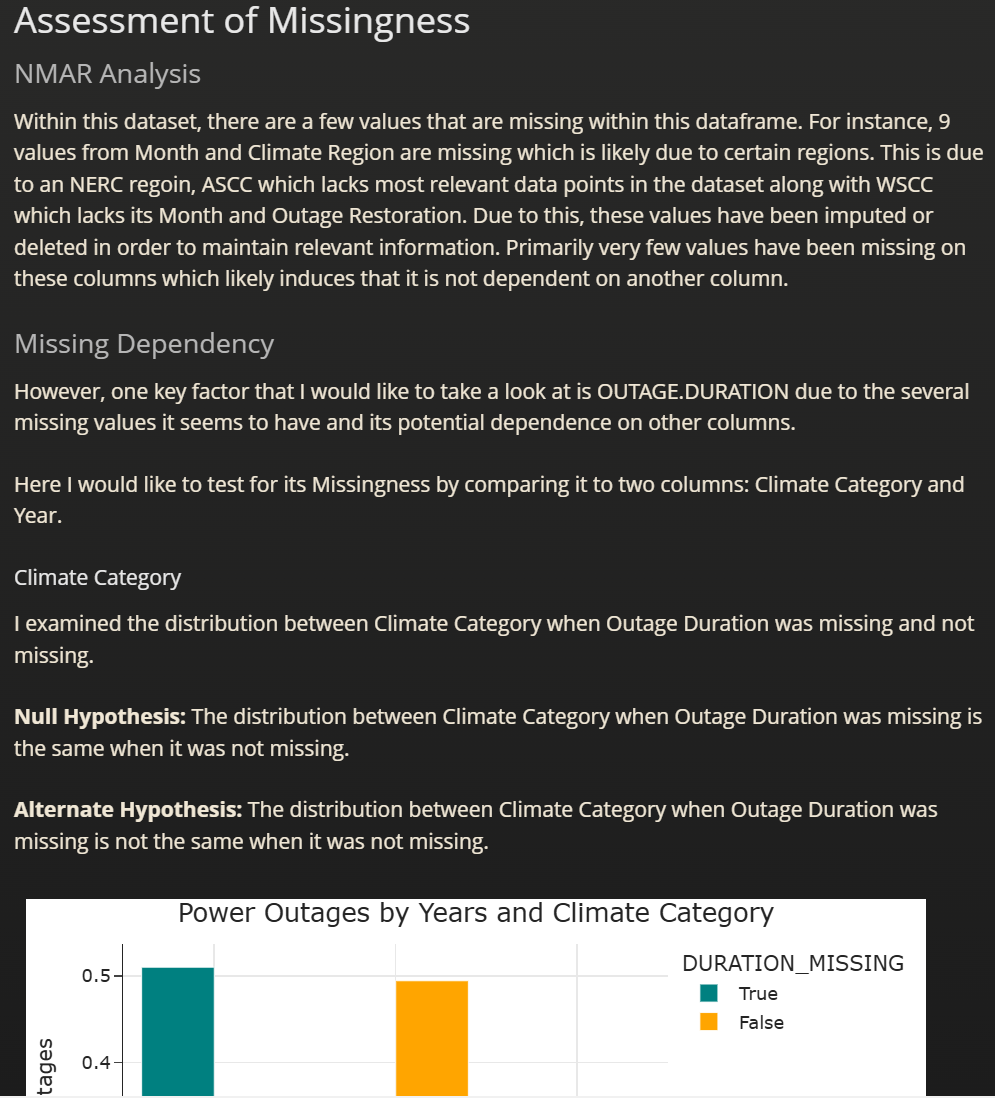 Assessment of Missingness
NMAR Analysis
Within this dataset, there are a few values that are missing within this dataframe. For instance, 9
values from Month and Climate Region are missing which is likely due to certain regions. This is due
to an NERC regoin, ASCC which lacks most relevant data points in the dataset along with WSCC
which lacks its Month and Outage Restoration. Due to this, these values have been imputed or
deleted in order to maintain relevant information. Primarily very few values have been missing on
these columns which likely induces that it is not dependent on another column.
Missing Dependency
However, one key factor that I would like to take a look at is OUTAGE.DURATION due to the several
missing values it seems to have and its potential dependence on other columns.
Here I would like to test for its Missingness by comparing it to two columns: Climate Category and
Year.
Climate Category
I examined the distribution between Climate Category when Outage Duration was missing and not
missing.
Null Hypothesis: The distribution between Climate Category when Outage Duration was missing is
the same when it was not missing.
Alternate Hypothesis: The distribution between Climate Category when Outage Duration was
missing is not the same when it was not missing.
Power Outages by Years and Climate Category
DURATION_MISSING
True
False
0.5
0.4
tages